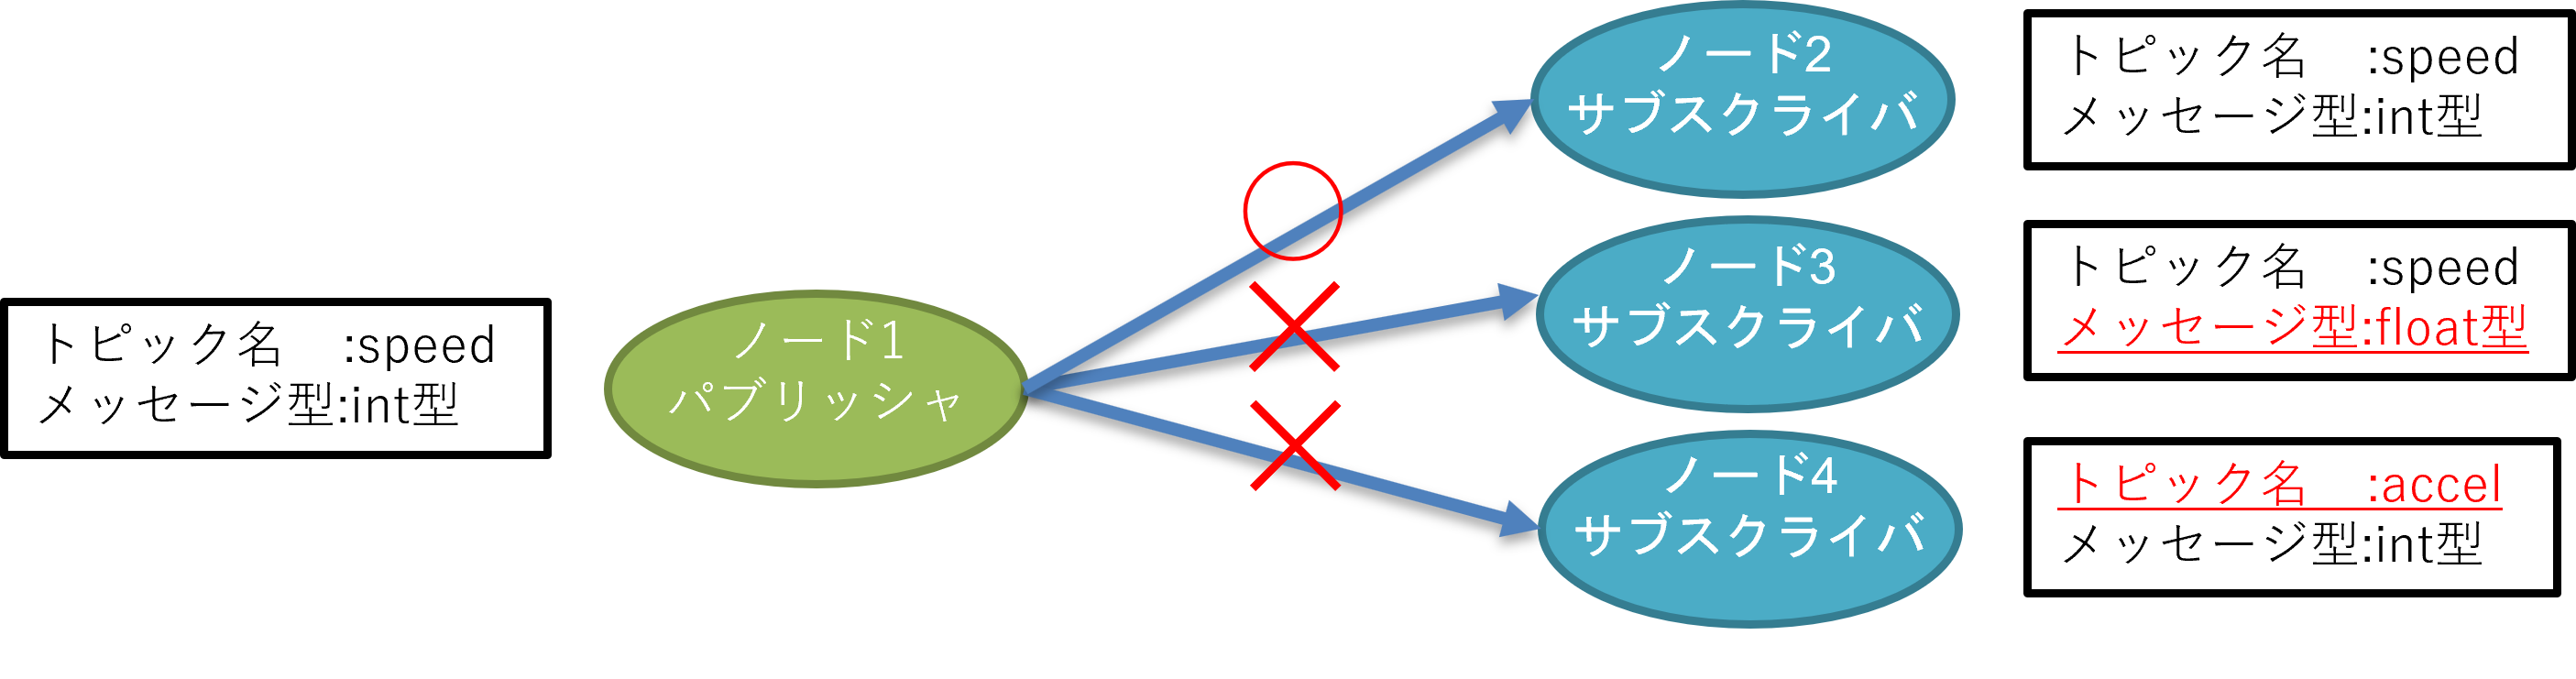 トピック名　:speed
メッセージ型:int型
ノード1
パブリッシャ
ノード2
サブスクライバ
トピック名　:speed
メッセージ型:int型
ノード3
サブスクライバ
トピック名　:speed
メッセージ型:float型
ノード4
サブスクライバ
トピック名　:accel
メッセージ型:int型